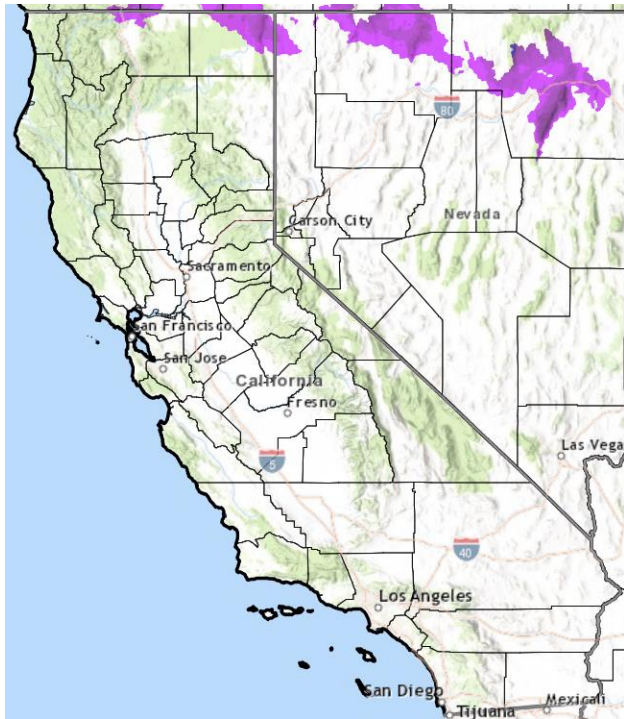 80
Carson City
Nevada
Sacramento
San Francisco
San Jose
California
Fresno
5
Las Vega
40
Los Angeles
San Diego
Tijuana
Mexicali